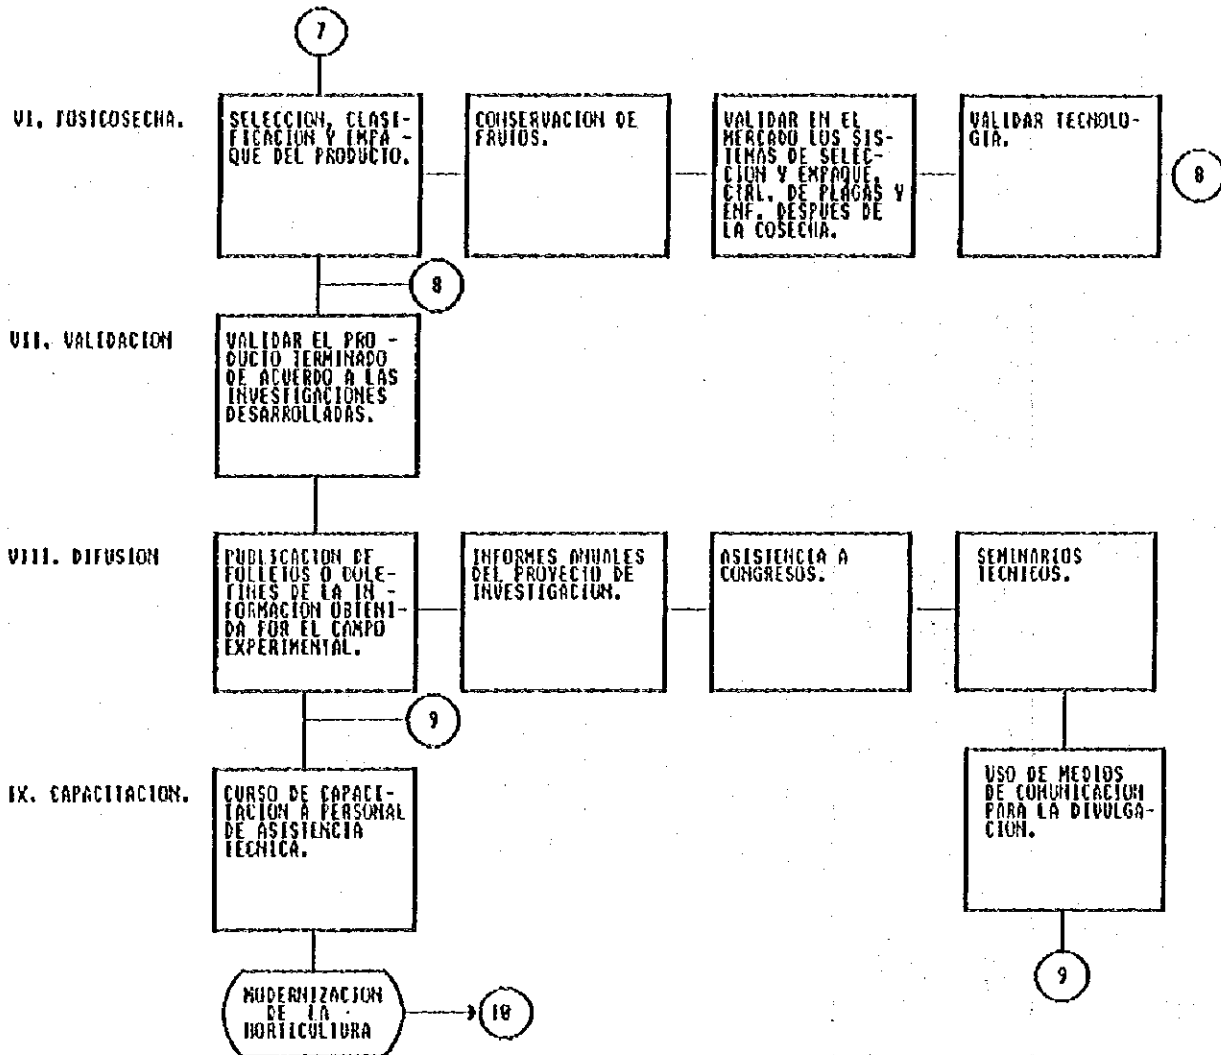 7
VI. POSTCOSECHA.
SELECCION, CLASI-
FICACION Y EMPA -
QUE DEL PRODUCTO.
CONSERVACION DE
FRUTOS.
VALIDAR EN EL
MERCADO LOS SIS-
TEMAS DE SELEC-
CION Y EMPAQUE,
CTRL. DE PLAGAS Y
ENF. DESPUES DE
LA COSECHA.
VALIDAR TECNOLO-
GIA.
8
8
VII. VALIDACION
VALIDAR EL PRO -
DUCTO TERMINADO
DE ACUERDO A LAS
INVESTIGACIONES
DESARROLLADAS.
VIII. DIFUSION
PUBLICACION DE
FOLLETOS O BOLE-
TINES DE LA IN -
FORMACION OBTENI-
DA POR EL CAMPO
EXPERIMENTAL.
INFORMES ANUALES
DEL PROYECTO DE
INVESTIGACION.
ASISTENCIA A
CONGRESOS.
SEMINARIOS
TECNICOS.
9
IX. CAPACITACION.
CURSO DE CAPACI-
TACION A PERSONAL
DE ASISTENCIA
TECNICA.
USO DE MEDIOS
DE COMUNICACION
PARA LA DIVULGA-
CION.
9
MODERNIZACION
DE LA
HORTICULTURA
10